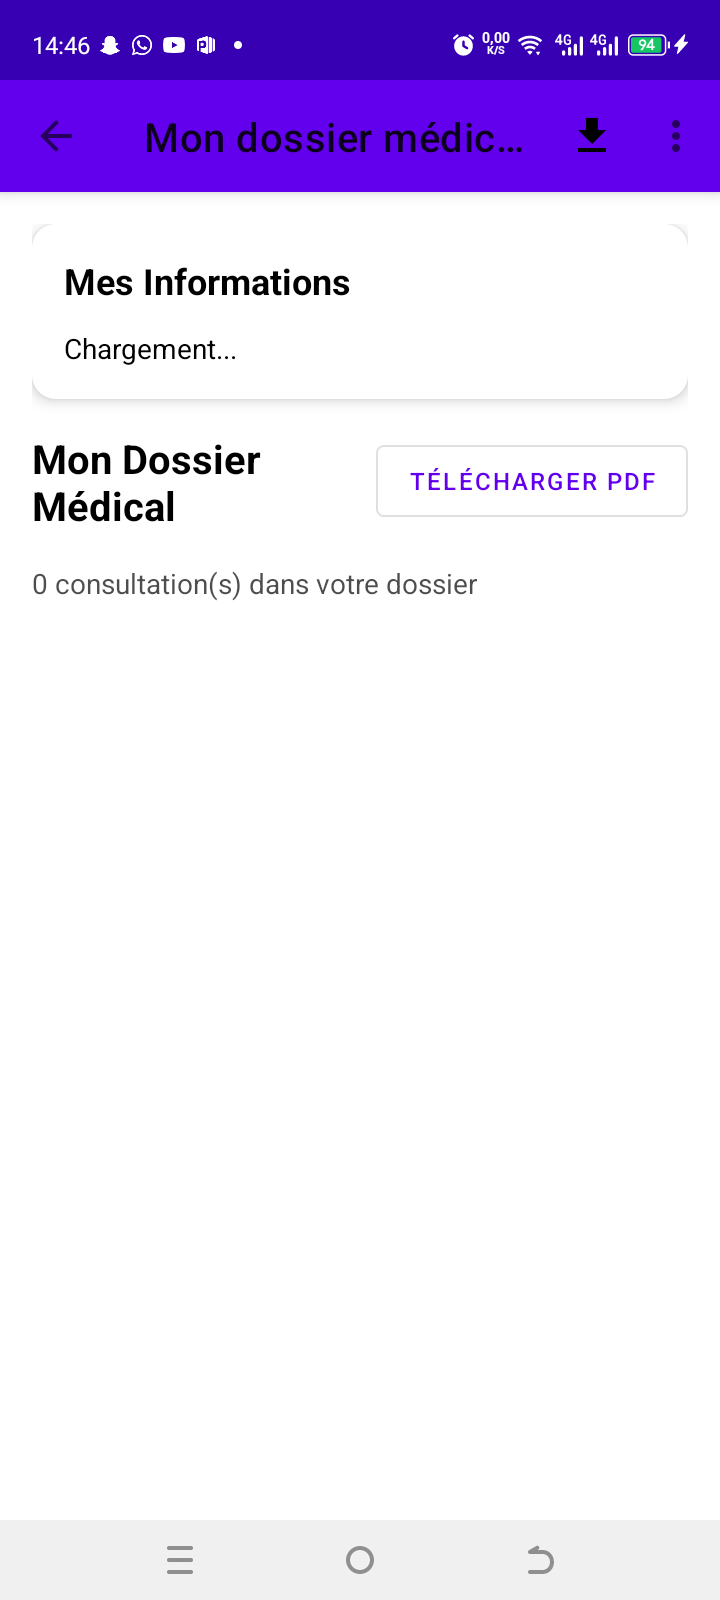 14:46
0,00
K/S
4G
4G
94
Mon dossier médic...
Mes Informations
Chargement...
Mon Dossier
Médical
TÉLÉCHARGER PDF
0 consultation(s) dans votre dossier